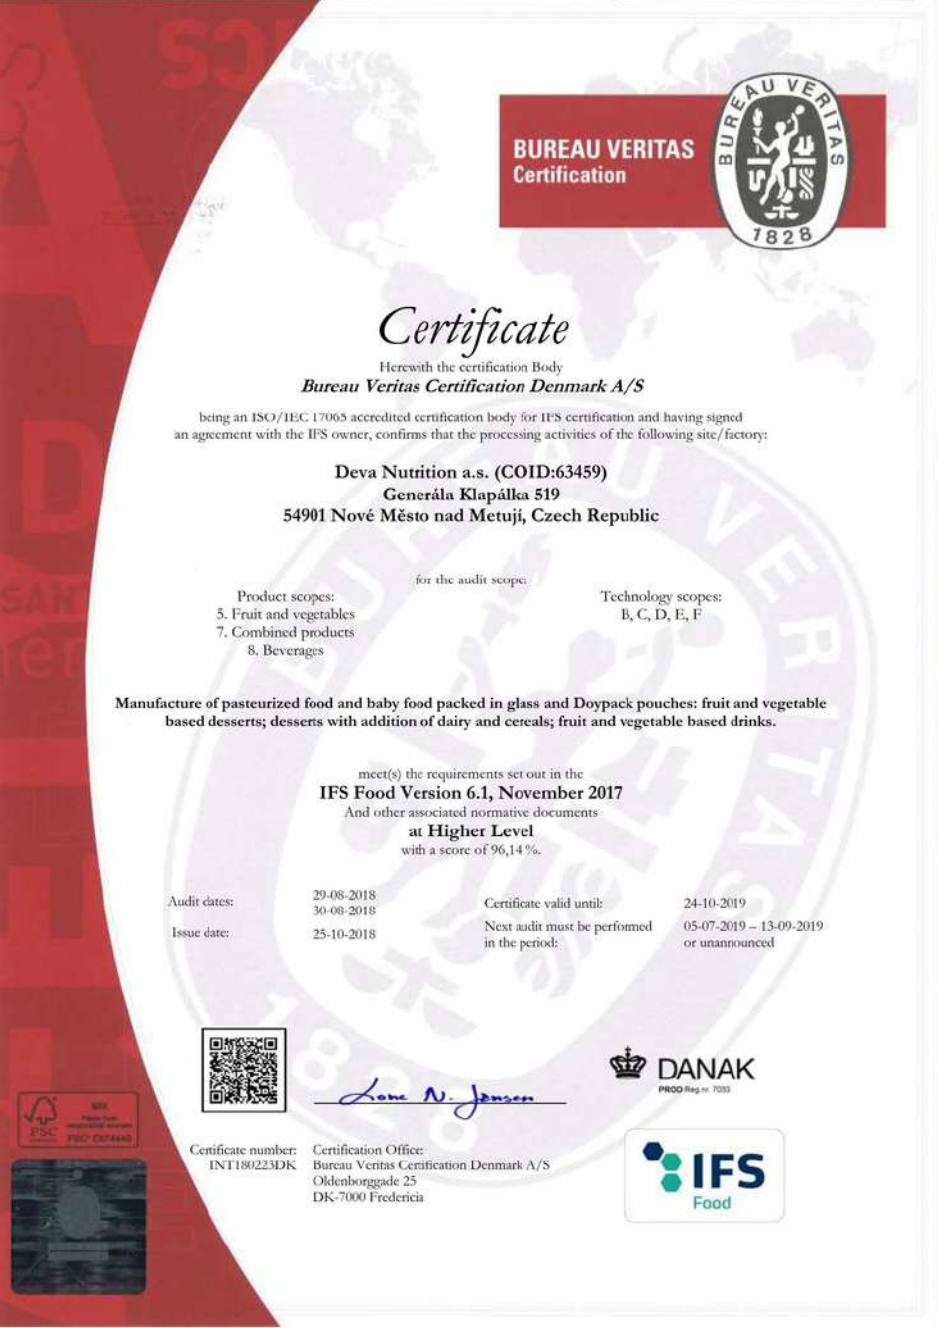 BUREAU VERITAS
Certification
BUREAU VERITAS
1828
Certificate
Herewith the certification Body
Bureau Veritas Certification Denmark A/S
being an ISO/IEC 17065 accredited certification body for IFS certification and having signed
an agreement with the IFS owner, confirms that the processing activities of the following site/factory:
Deva Nutrition a.s. (COID:63459)
Generála Klapálka 519
54901 Nové Město nad Metují, Czech Republic
for the audit scope:
Product scopes:
5. Fruit and vegetables
7. Combined products
8. Beverages
Technology scopes:
B, C, D, E, F
Manufacture of pasteurized food and baby food packed in glass and Doypack pouches: fruit and vegetable
based desserts; desserts with addition of dairy and cereals; fruit and vegetable based drinks.
meet(s) the requirements set out in the
IFS Food Version 6.1, November 2017
And other associated normative documents
at Higher Level
with a score of 96,14 %.
Audit dates:
29-08-2018
30-08-2018
Issue date:
25-10-2018
Certificate valid until:
24-10-2019
Next audit must be performed
in the period:
05-07-2019 – 13-09-2019
or unannounced
Lone N. Jensen
DANAK
PROD Reg.nr. 7033
Certificate number:
INT180223DK
Certification Office:
Bureau Veritas Certification Denmark A/S
Oldenborggade 25
DK-7000 Fredericia
IFS
Food
FSC
MIX
BUREAU VERITAS
1828